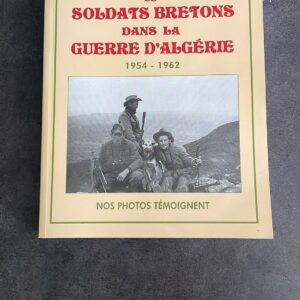 SOLDATS BRETONS
DANS LA
GUERRE D'ALGÉRIE
1954 - 1962
NOS PHOTOS TÉMOIGNENT